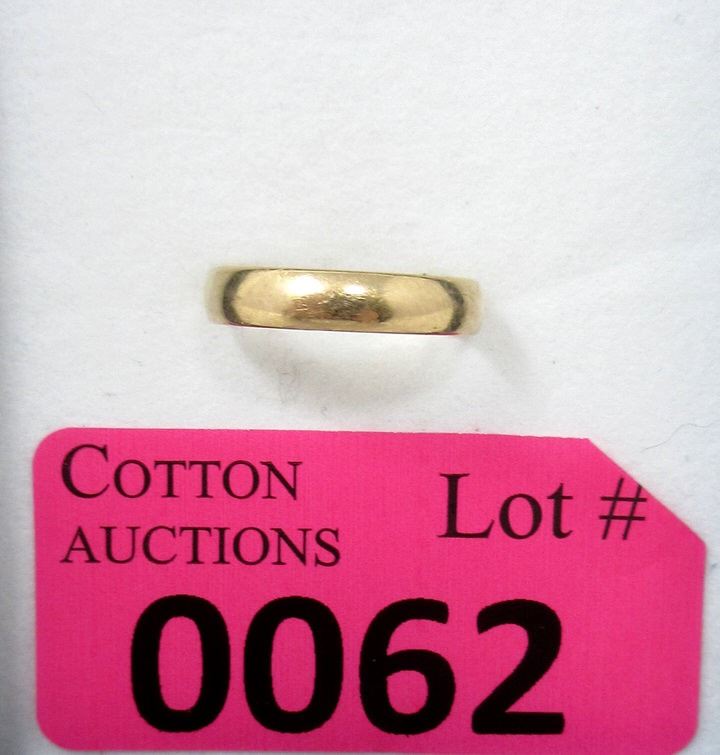 COTTON
AUCTIONS
Lot #
0062